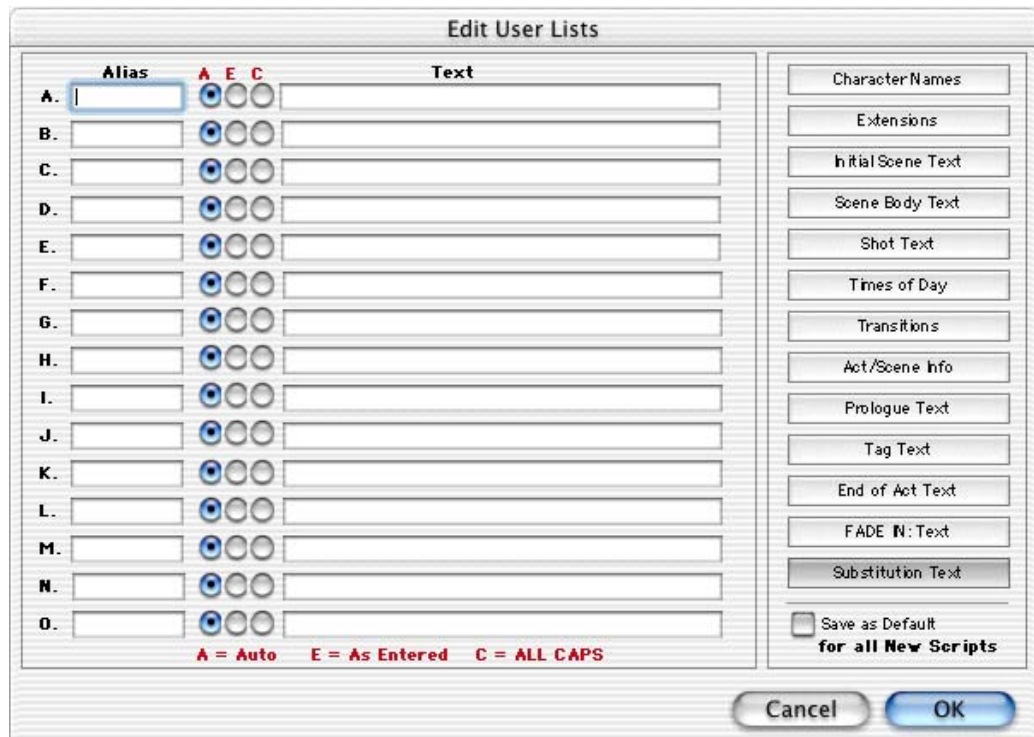 Edit User Lists
Alias A E C Text
A.
B.
C.
D.
E.
F.
G.
H.
I.
J.
K.
L.
M.
N.
O.
A = Auto E = As Entered C = ALL CAPS
Character Names
Extensions
Initial Scene Text
Scene Body Text
Shot Text
Times of Day
Transitions
Act/Scene Info
Prologue Text
Tag Text
End of Act Text
FADE IN: Text
Substitution Text
Save as Default
for all New Scripts
Cancel
OK